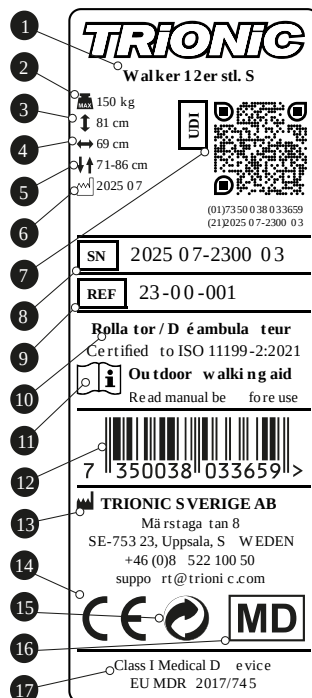 1
TRIONIC
Walker 12er stl. S
2
MAX 150 kg
3
81 cm
4
69 cm
5
71-86 cm
6
2025 07
UDI
7
(01)73500380 33659
(21)2025 07-2300 03
8
SN 2025 07-2300 03
9
REF 23-00-001
10
Rollator/Déambulateur
Certified to ISO 11199-2:2021
11
i Outdoor walking aid
Read manual before use
12
7 350038 033659 >
13
TRIONIC SVERIGE AB
Märstagatan 8
SE-753 23, Uppsala, SWEDEN
+46 (0)8 522 100 50
support@trionic.com
14
15
CE MD
16
17
Class I Medical Device
EU MDR 2017/745